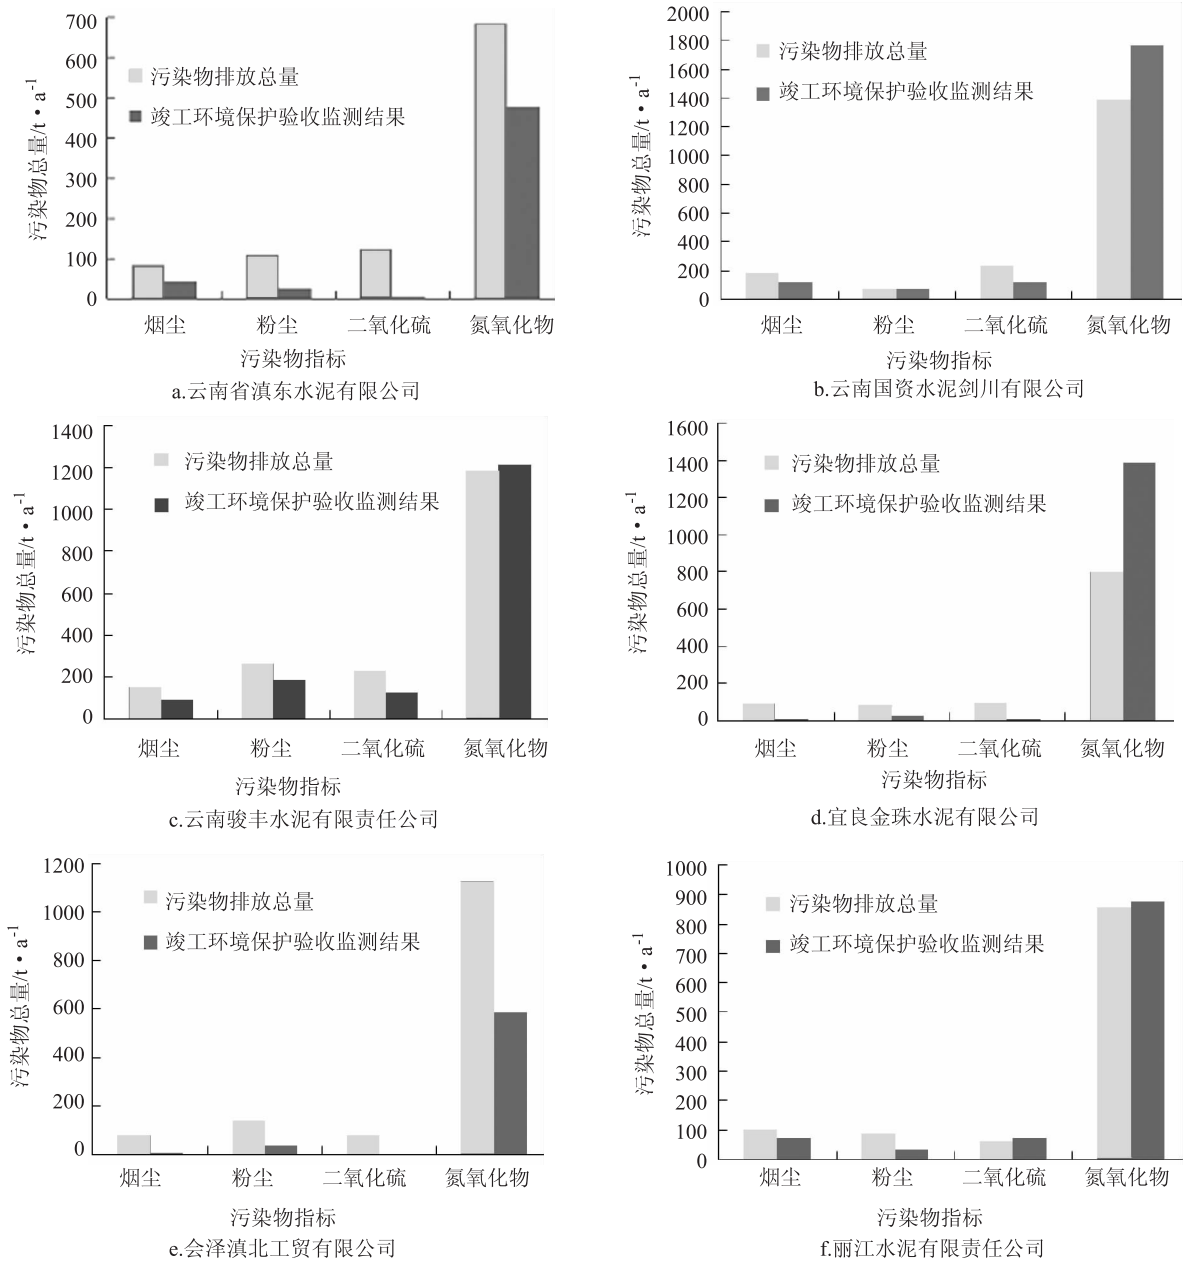 700
600
500
400
300
200
100
0
污染物总量/t•a⁻¹
污染物排放总量
竣工环境保护验收监测结果
烟尘 粉尘 二氧化硫 氮氧化物
污染物指标
a.云南省滇东水泥有限公司
2000
1800
1600
1400
1200
1000
800
600
400
200
0
污染物总量/t•a⁻¹
污染物排放总量
竣工环境保护验收监测结果
烟尘 粉尘 二氧化硫 氮氧化物
污染物指标
b.云南国资水泥剑川有限公司
1400
1200
1000
800
600
400
200
0
污染物总量/t•a⁻¹
污染物排放总量
竣工环境保护验收监测结果
烟尘 粉尘 二氧化硫 氮氧化物
污染物指标
c.云南骏丰水泥有限责任公司
1600
1400
1200
1000
800
600
400
200
0
污染物总量/t•a⁻¹
污染物排放总量
竣工环境保护验收监测结果
烟尘 粉尘 二氧化硫 氮氧化物
污染物指标
d.宜良金珠水泥有限公司
1200
1000
800
600
400
200
0
污染物总量/t•a⁻¹
污染物排放总量
竣工环境保护验收监测结果
烟尘 粉尘 二氧化硫 氮氧化物
污染物指标
e.会泽滇北工贸有限公司
1000
900
800
700
600
500
400
300
200
100
0
污染物总量/t•a⁻¹
污染物排放总量
竣工环境保护验收监测结果
烟尘 粉尘 二氧化硫 氮氧化物
污染物指标
f.丽江水泥有限责任公司